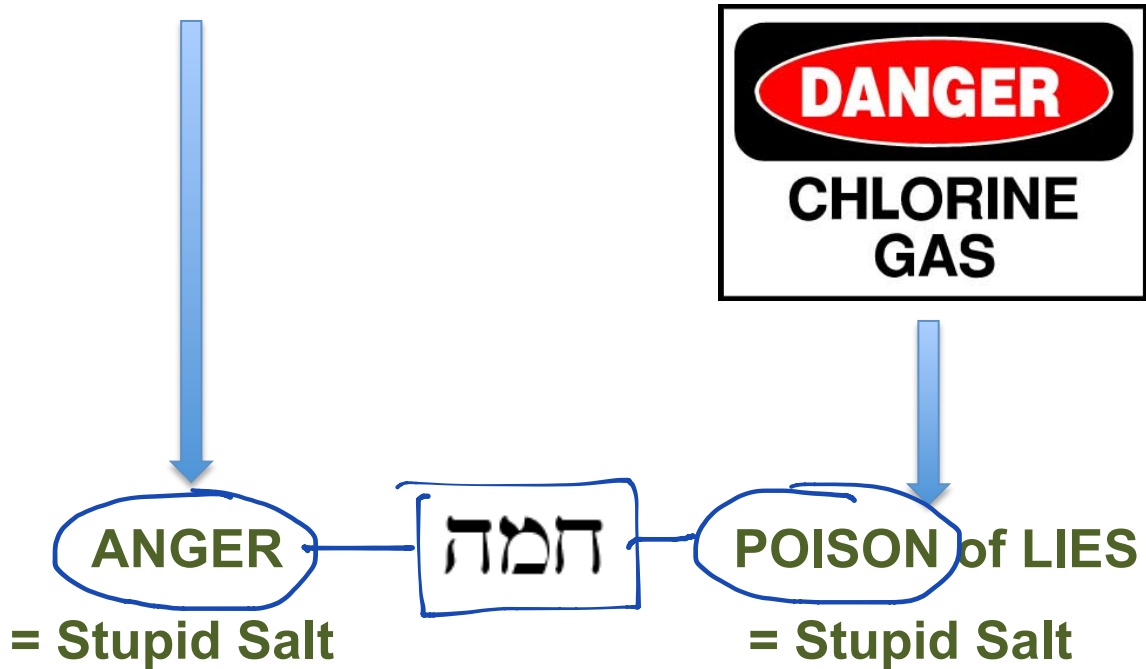 DANGER
CHLORINE
GAS
ANGER חמה POISON of LIES
= Stupid Salt = Stupid Salt